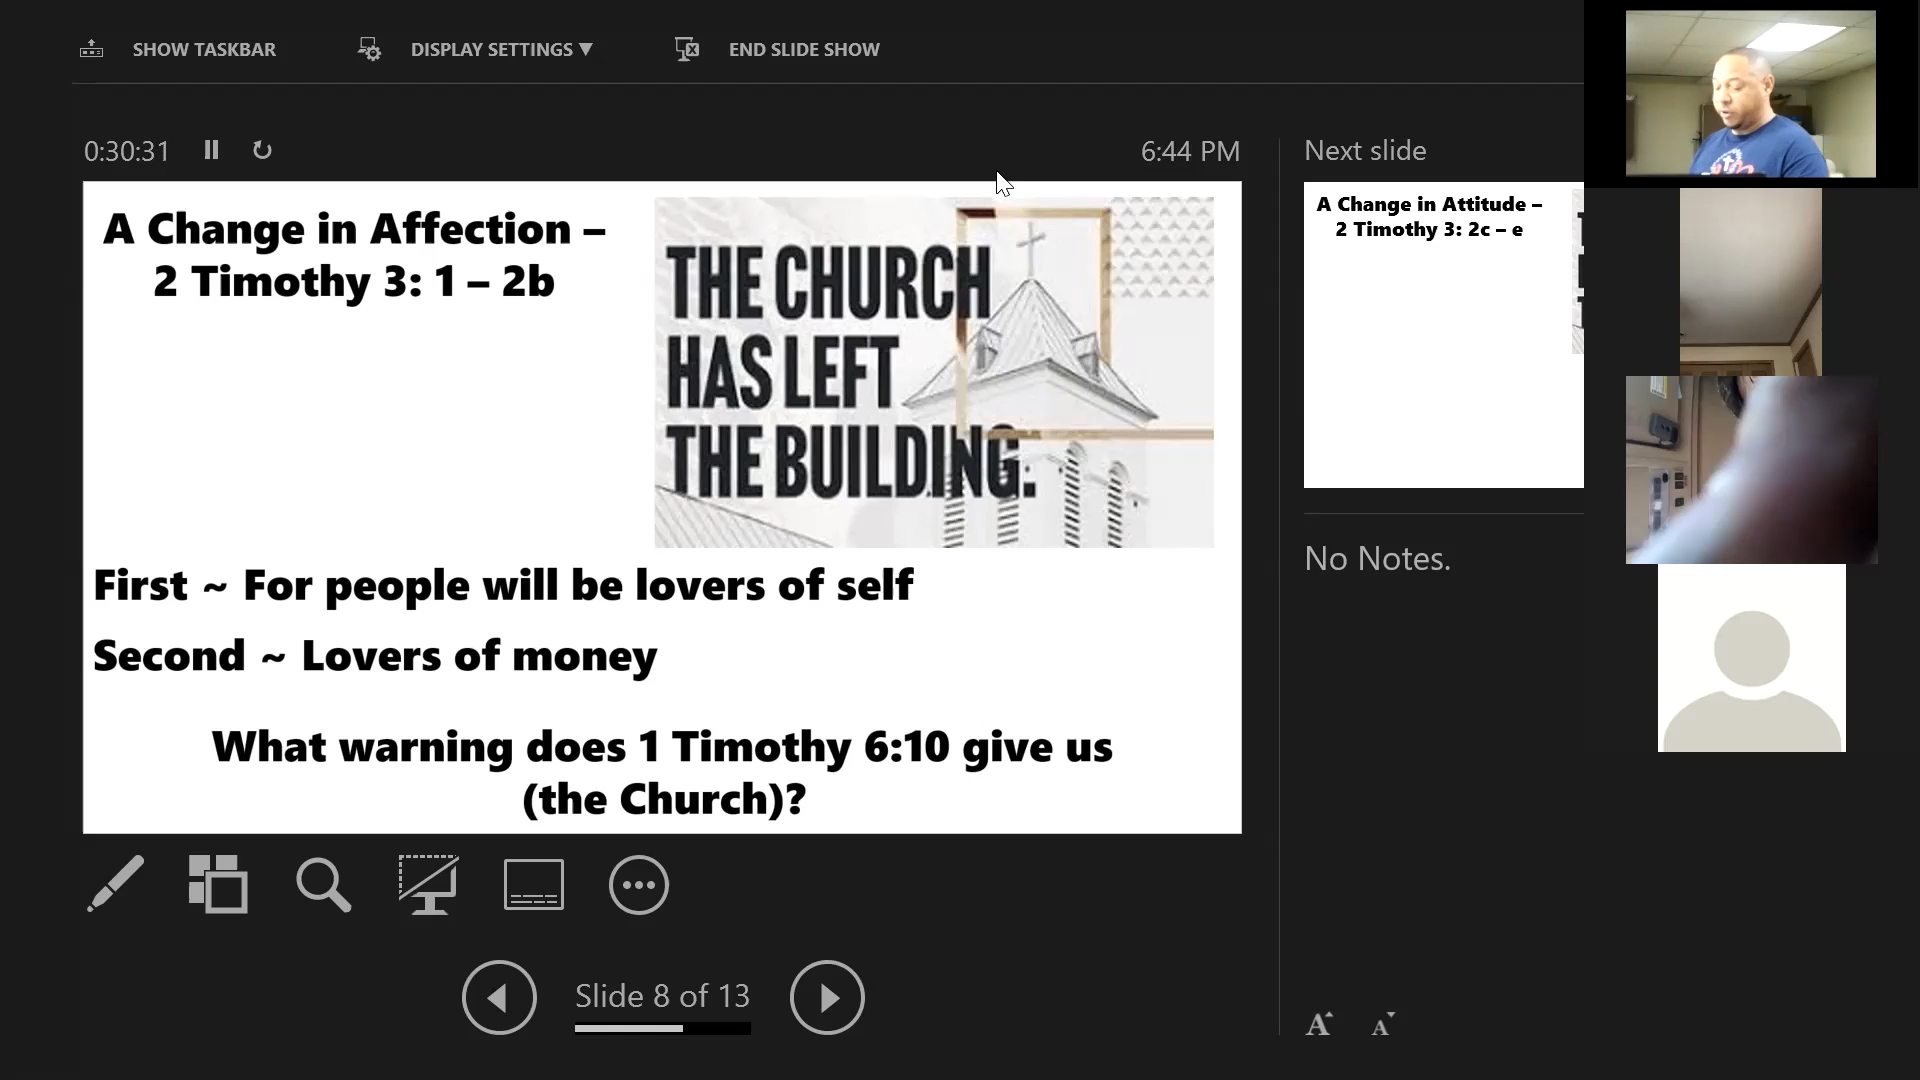 SHOW TASKBAR
DISPLAY SETTINGS ▼
END SLIDE SHOW
0:30:31
6:44 PM
A Change in Affection –
2 Timothy 3: 1 – 2b
THE CHURCH
HAS LEFT
THE BUILDING.
First ~ For people will be lovers of self
Second ~ Lovers of money
What warning does 1 Timothy 6:10 give us
(the Church)?
Slide 8 of 13
Next slide
A Change in Attitude –
2 Timothy 3: 2c – e
No Notes.
A A